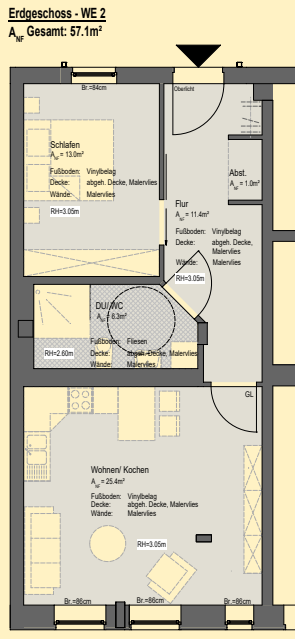 Erdgeschoss - WE 2
ANF Gesamt: 57.1m²
Br.=84cm
Oberlicht
Schlafen
ANF = 13.0m²
Fußboden: Vinylbelag
Decke: abgeh. Decke, Malervlies
Wände: Malervlies
RH=3.05m
Abst.
ANF = 1.0m²
Flur
ANF = 11.4m²
Fußboden: Vinylbelag
Decke: abgeh. Decke,
Malervlies
Wände: Malervlies
RH=3.05m
DU/WC
ANF = 6.3m²
Fußboden: Fliesen
Decke: abgeh. Decke, Malervlies
Wände: Malervlies
RH=2.60m
GL
Wohnen/ Kochen
ANF = 25.4m²
Fußboden: Vinylbelag
Decke: abgeh. Decke, Malervlies
Wände: Malervlies
RH=3.05m
Br.=86cm
Br.=86cm
Br.=86cm